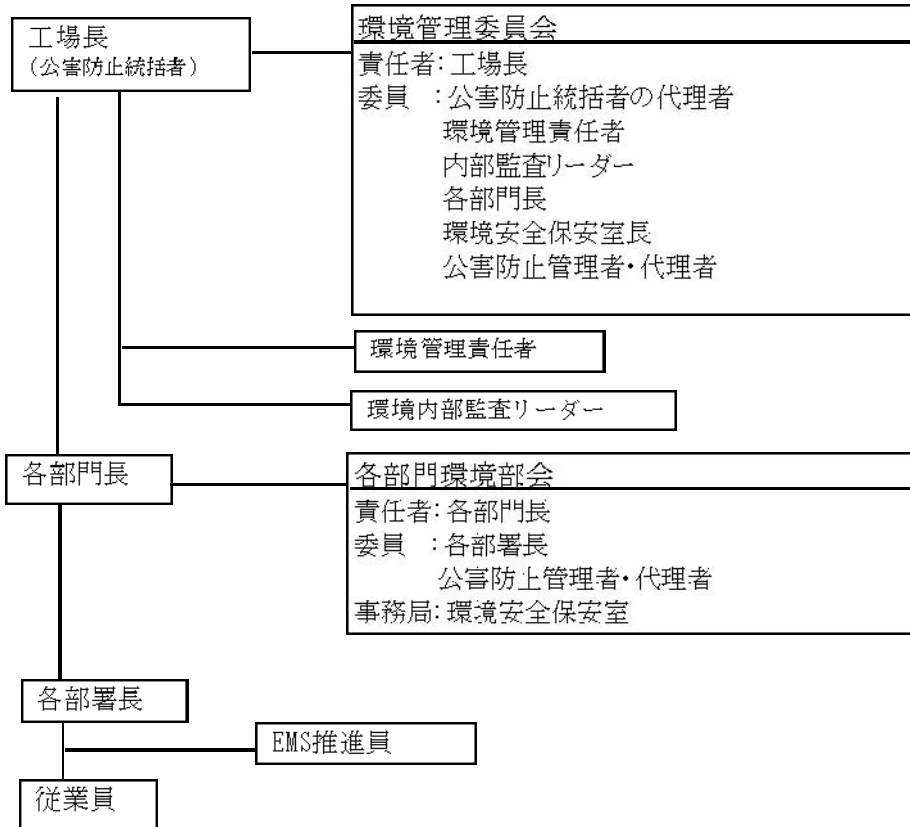 工場長
(公害防止統括者)
環境管理委員会
責任者:工場長
委員　:公害防止統括者の代理者
環境管理責任者
内部監査リーダー
各部門長
環境安全保安室長
公害防止管理者・代理者
環境管理責任者
環境内部監査リーダー
各部門長
各部門環境部会
責任者:各部門長
委員　:各部署長
公害防止管理者・代理者
事務局:環境安全保安室
各部署長
EMS推進員
従業員